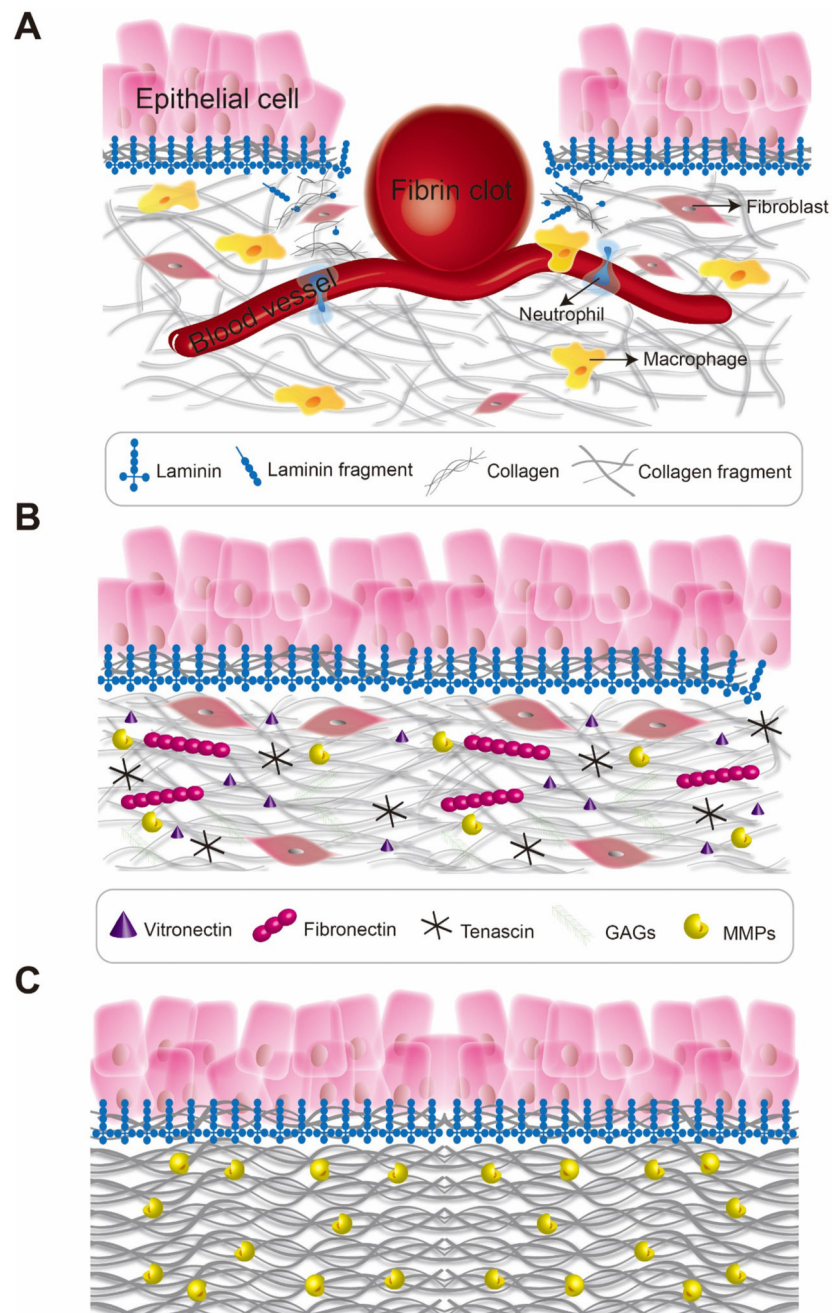 A
Epithelial cell
Fibrin clot
Fibroblast
Blood vessel
Neutrophil
Macrophage
Laminin
Laminin fragment
Collagen
Collagen fragment
B
Vitronectin
Fibronectin
Tenascin
GAGs
MMPs
C